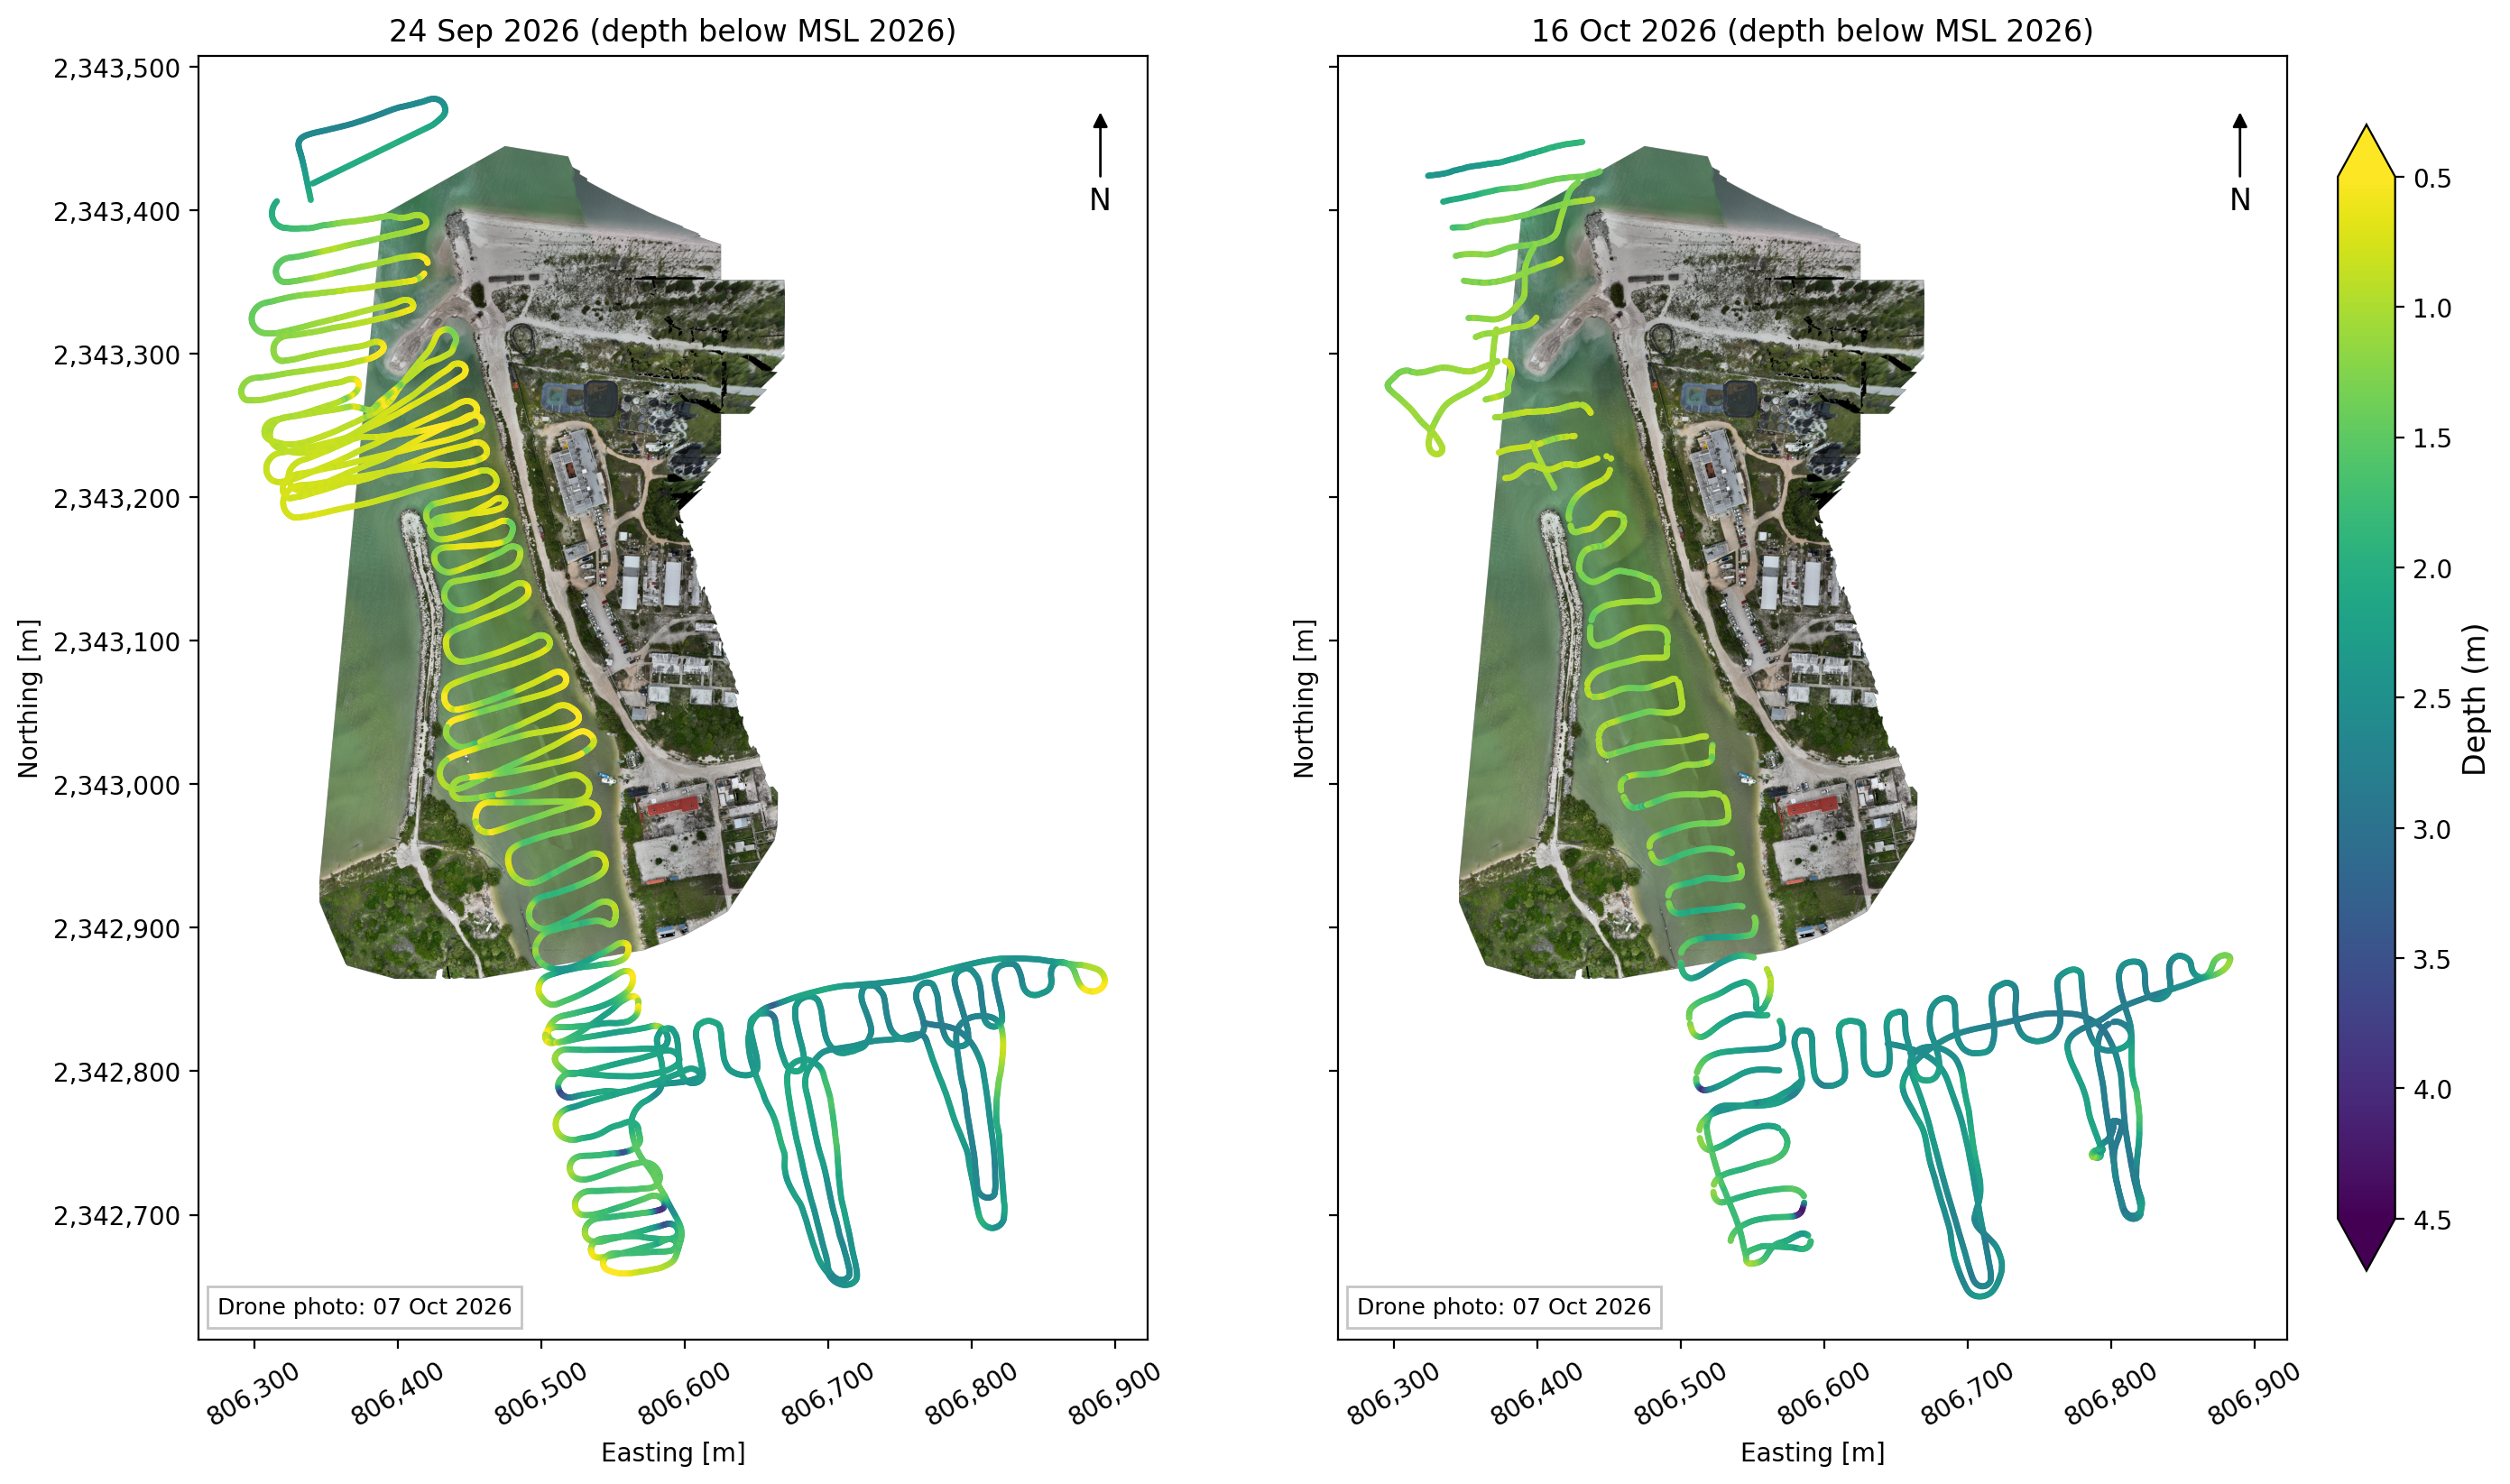 24 Sep 2026 (depth below MSL 2026)
2,343,500
2,343,400
2,343,300
2,343,200
2,343,100
2,343,000
2,342,900
2,342,800
2,342,700
Northing [m]
N
Drone photo: 07 Oct 2026
806,300
806,400
806,500
806,600
806,700
806,800
806,900
Easting [m]
16 Oct 2026 (depth below MSL 2026)
Northing [m]
N
Drone photo: 07 Oct 2026
806,300
806,400
806,500
806,600
806,700
806,800
806,900
Easting [m]
0.5
1.0
1.5
2.0
2.5
3.0
3.5
4.0
4.5
Depth (m)